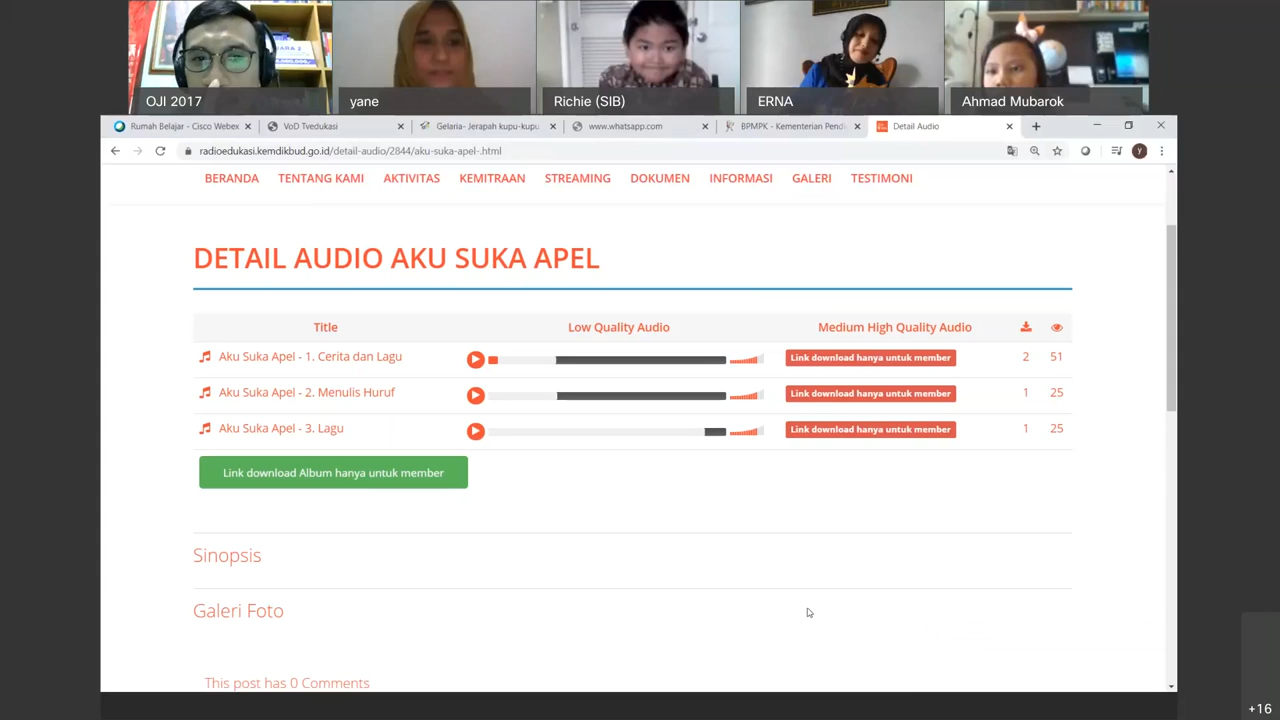 OJI 2017
yane
Richie (SIB)
ERNA
Ahmad Mubarok
Rumah Belajar - Cisco Webex
VoD Tvedukasi
Gelaria- Jerapah kupu-kupu
www.whatsapp.com
BPMPK - Kementerian Pendi
Detail Audio
radioedukasi.kemdikbud.go.id/detail-audio/2844/aku-suka-apel-.html
BERANDA TENTANG KAMI AKTIVITAS KEMITRAAN STREAMING DOKUMEN INFORMASI GALERI TESTIMONI
DETAIL AUDIO AKU SUKA APEL
Title Low Quality Audio Medium High Quality Audio
Aku Suka Apel - 1. Cerita dan Lagu Link download hanya untuk member 2 51
Aku Suka Apel - 2. Menulis Huruf Link download hanya untuk member 1 25
Aku Suka Apel - 3. Lagu Link download hanya untuk member 1 25
Link download Album hanya untuk member
Sinopsis
Galeri Foto
This post has 0 Comments
+16